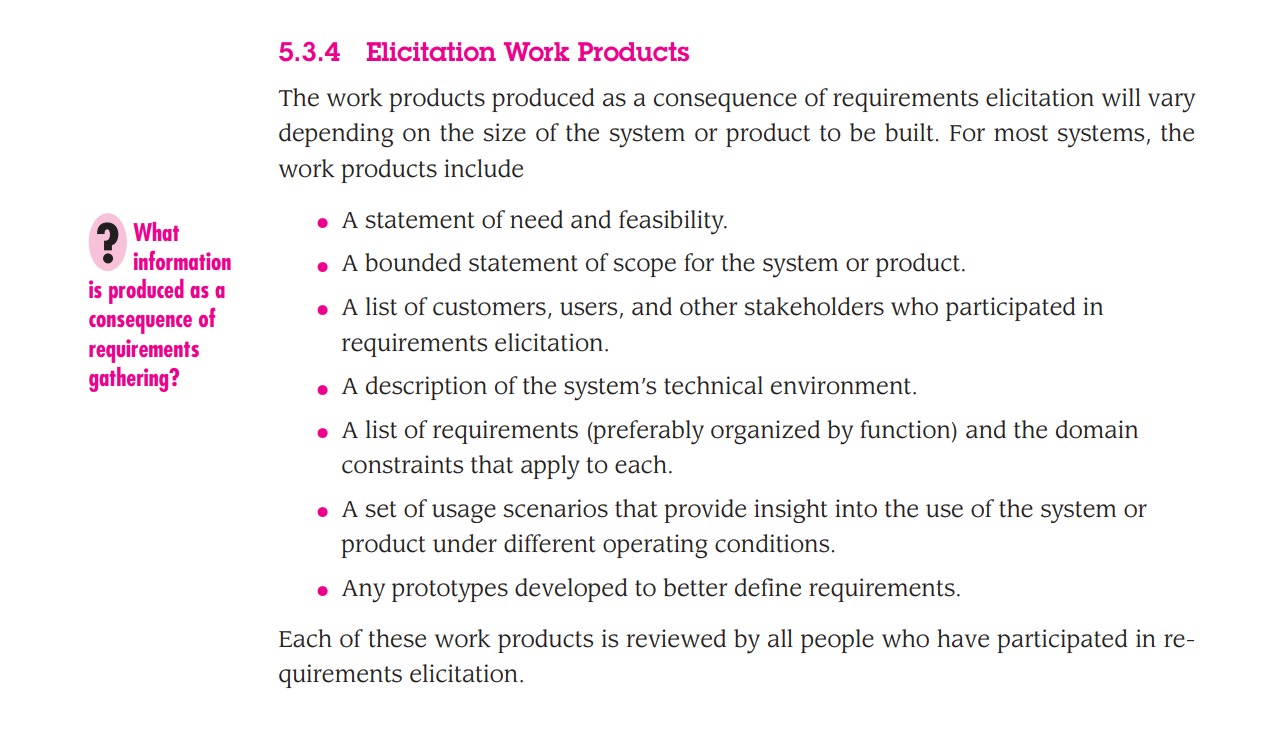 5.3.4 Elicitation Work Products
The work products produced as a consequence of requirements elicitation will vary
depending on the size of the system or product to be built. For most systems, the
work products include
? What
information
is produced as a
consequence of
requirements
gathering?
• A statement of need and feasibility.
• A bounded statement of scope for the system or product.
• A list of customers, users, and other stakeholders who participated in
requirements elicitation.
• A description of the system’s technical environment.
• A list of requirements (preferably organized by function) and the domain
constraints that apply to each.
• A set of usage scenarios that provide insight into the use of the system or
product under different operating conditions.
• Any prototypes developed to better define requirements.
Each of these work products is reviewed by all people who have participated in re-
quirements elicitation.